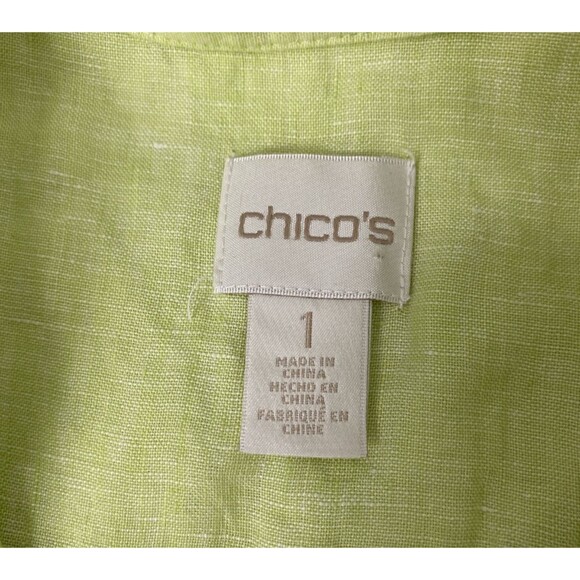 chico's
1
MADE IN
CHINA
HECHO EN
CHINA
FABRIQUÉ EN
CHINE